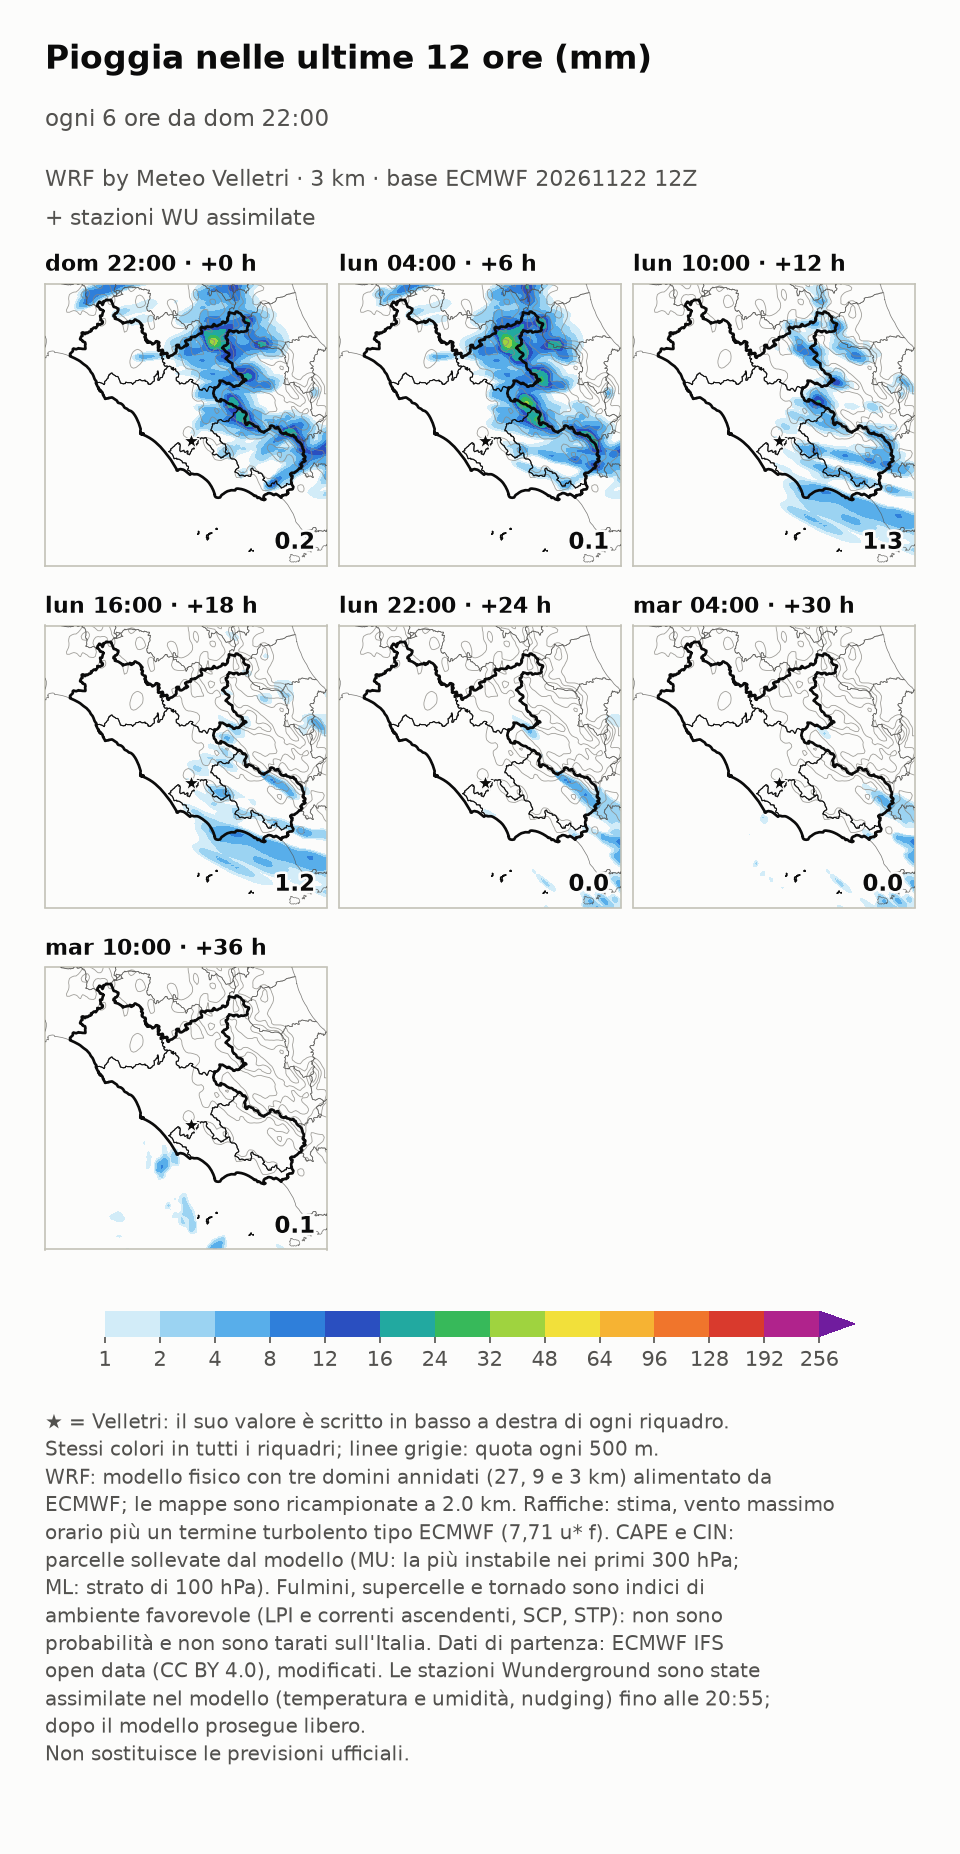 Pioggia nelle ultime 12 ore (mm)
ogni 6 ore da dom 22:00
WRF by Meteo Velletri · 3 km · base ECMWF 20261122 12Z
+ stazioni WU assimilate
dom 22:00 · +0 h
lun 04:00 · +6 h
lun 10:00 · +12 h
0.2
0.1
1.3
lun 16:00 · +18 h
lun 22:00 · +24 h
mar 04:00 · +30 h
1.2
0.0
0.0
mar 10:00 · +36 h
0.1
1 2 4 8 12 16 24 32 48 64 96 128 192 256
★ = Velletri: il suo valore è scritto in basso a destra di ogni riquadro.
Stessi colori in tutti i riquadri; linee grigie: quota ogni 500 m.
WRF: modello fisico con tre domini annidati (27, 9 e 3 km) alimentato da
ECMWF; le mappe sono ricampionate a 2.0 km. Raffiche: stima, vento massimo
orario più un termine turbolento tipo ECMWF (7,71 u* f). CAPE e CIN:
parcelle sollevate dal modello (MU: la più instabile nei primi 300 hPa;
ML: strato di 100 hPa). Fulmini, supercelle e tornado sono indici di
ambiente favorevole (LPI e correnti ascendenti, SCP, STP): non sono
probabilità e non sono tarati sull'Italia. Dati di partenza: ECMWF IFS
open data (CC BY 4.0), modificati. Le stazioni Wunderground sono state
assimilate nel modello (temperatura e umidità, nudging) fino alle 20:55;
dopo il modello prosegue libero.
Non sostituisce le previsioni ufficiali.